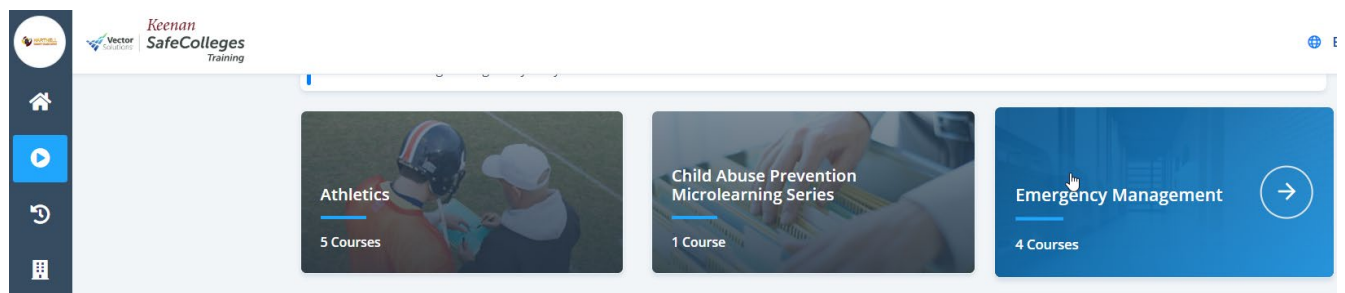 Keenan
Vector
Solutions
SafeColleges
Training
Athletics
5 Courses
Child Abuse Prevention
Microlearning Series
1 Course
Emergency Management
4 Courses